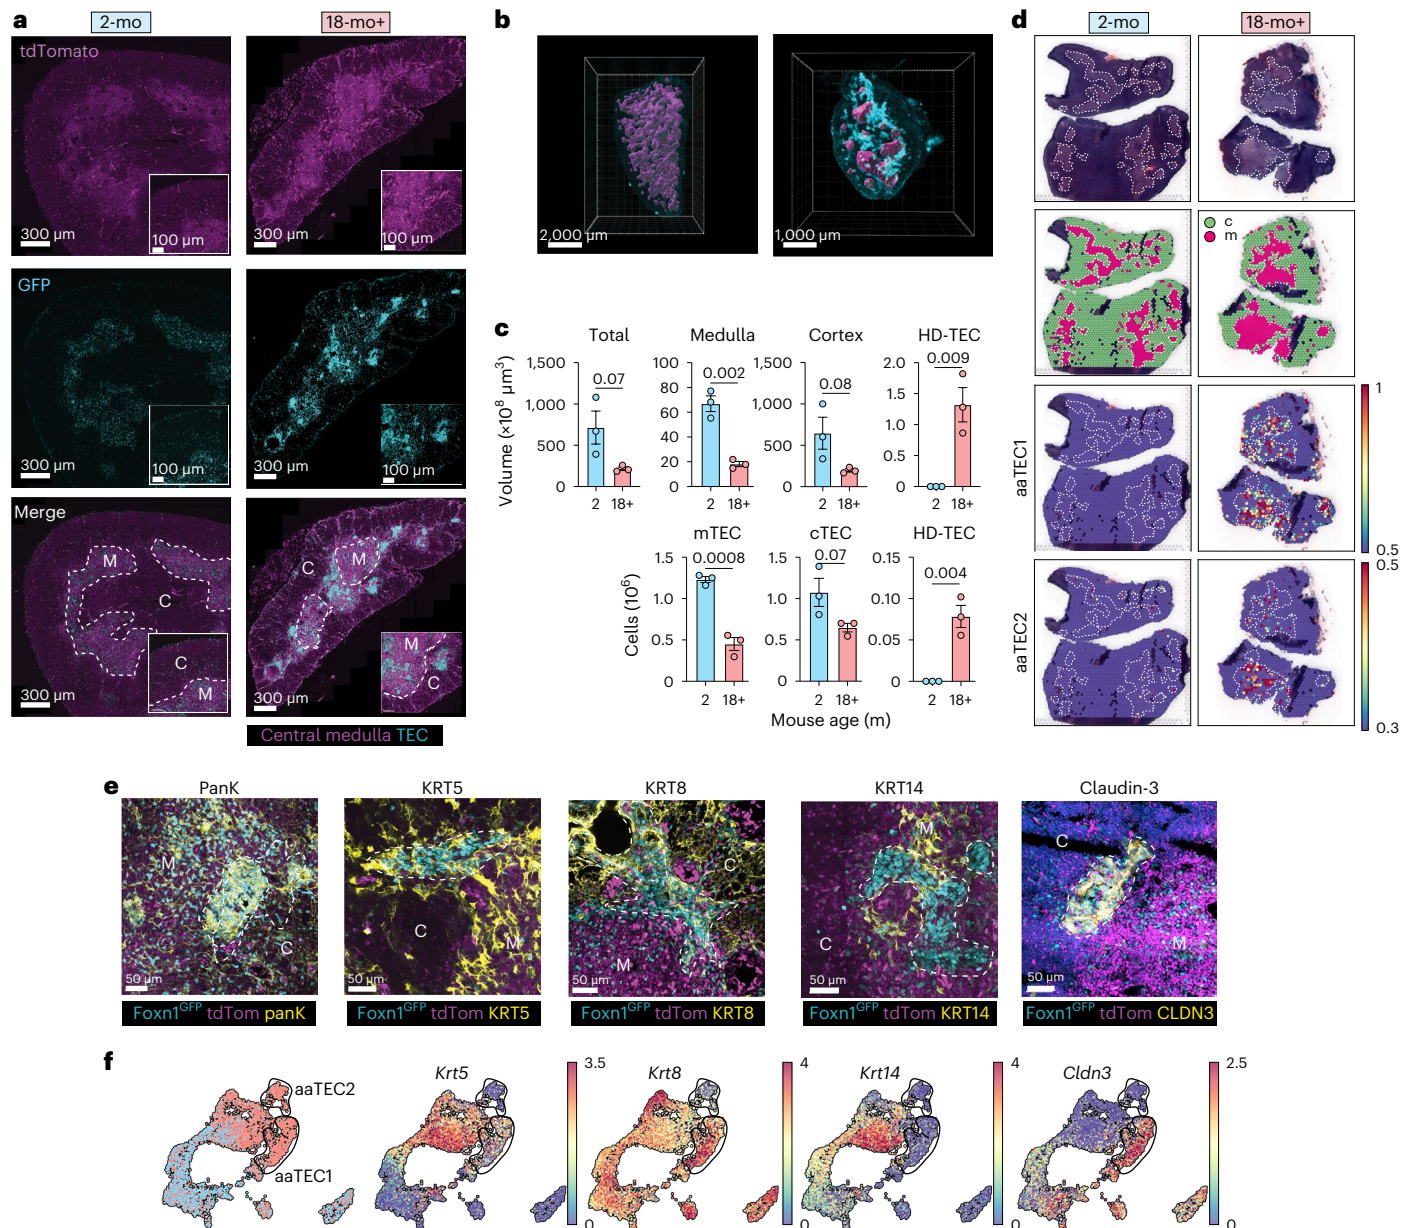 a
2-mo
18-mo+
tdTomato
300 µm
100 µm
300 µm
100 µm
GFP
300 µm
100 µm
300 µm
100 µm
Merge
M
C
C
M
300 µm
C
M
M
C
300 µm
Central medulla TEC
b
2,000 µm
1,000 µm
c
Total
Medulla
Cortex
HD-TEC
Volume (×10⁸ µm³)
1,500
1,000
500
0
0.07
2
18+
100
80
60
40
20
0
0.002
2
18+
1,500
1,000
500
0
0.08
2
18+
2.0
1.5
1.0
0.5
0
0.009
2
18+
mTEC
cTEC
HD-TEC
Cells (10⁶)
1.5
1.0
0.5
0
0.0008
2
18+
1.5
1.0
0.5
0
0.07
2
18+
0.15
0.10
0.05
0
0.004
2
18+
Mouse age (m)
d
2-mo
18-mo+
c
m
aaTEC1
1
0.5
aaTEC2
0.5
0.3
e
PanK
KRT5
KRT8
KRT14
Claudin-3
M
C
50 µm
C
M
50 µm
C
M
50 µm
M
C
50 µm
C
M
50 µm
Foxn1ᴳᶠᴾ tdTom panK
Foxn1ᴳᶠᴾ tdTom KRT5
Foxn1ᴳᶠᴾ tdTom KRT8
Foxn1ᴳᶠᴾ tdTom KRT14
Foxn1ᴳᶠᴾ tdTom CLDN3
f
aaTEC2
aaTEC1
Krt5
3.5
0
Krt8
4
0
Krt14
4
0
Cldn3
2.5
0